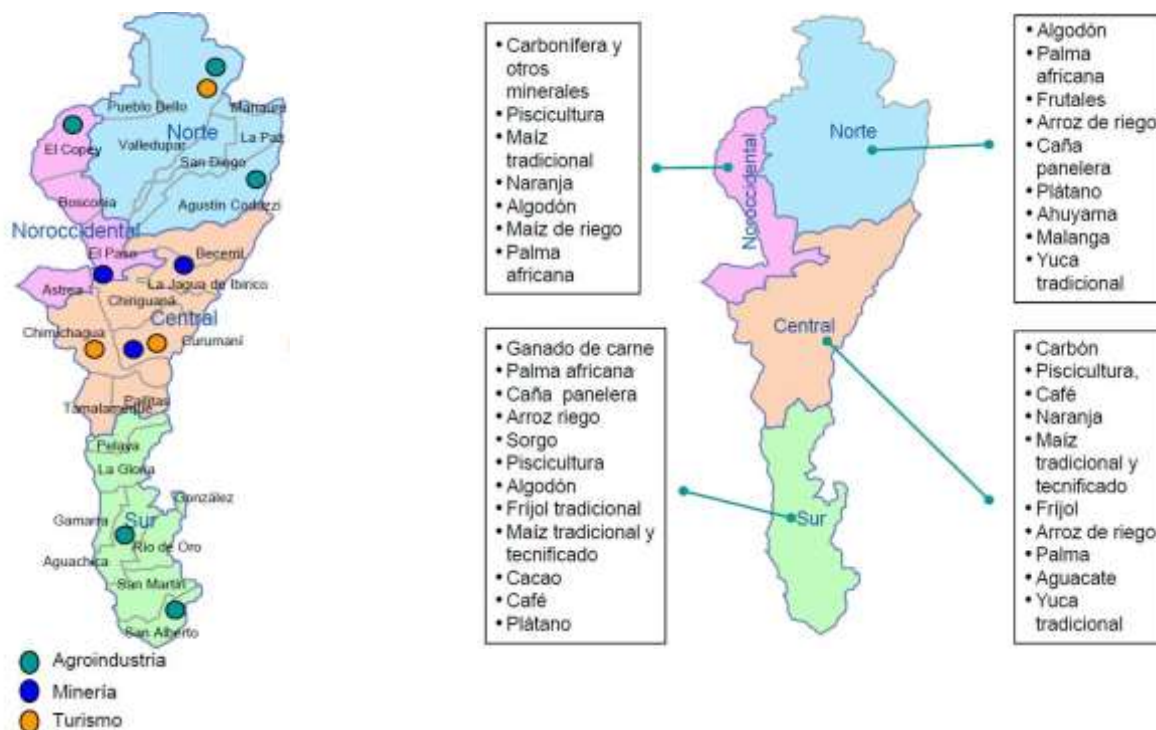 Pueblo Bello
Manaure
Norte
La Paz
El Copey
Valledupar
San Diego
Bosconia
Agustin Codazzi
Noroccidental
El Paso
Becerril
Astrea
La Jagua de Ibirico
Chiriguaná
Central
Chimichagua
Curumaní
Tamalameque
Pailitas
Pelaya
La Gloria
González
Gamarra
Sur
Rio de Oro
Aguachica
San Martín
San Alberto
Agroindustria
Minería
Turismo
• Carbonífera y
otros
minerales
• Piscicultura
• Maíz
tradicional
• Naranja
• Algodón
• Maíz de riego
• Palma
africana
• Ganado de carne
• Palma africana
• Caña panelera
• Arroz riego
• Sorgo
• Piscicultura
• Algodón
• Fríjol tradicional
• Maíz tradicional y
tecnificado
• Cacao
• Café
• Plátano
Norte
Noroccidental
Central
Sur
• Algodón
• Palma
africana
• Frutales
• Arroz de riego
• Caña
panelera
• Plátano
• Ahuyama
• Malanga
• Yuca
tradicional
• Carbón
• Piscicultura,
• Café
• Naranja
• Maíz
tradicional y
tecnificado
• Fríjol
• Arroz de riego
• Palma
• Aguacate
• Yuca
tradicional